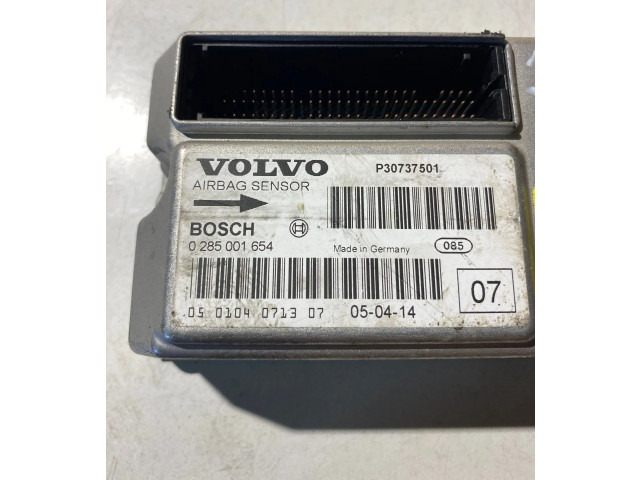 VOLVO
P30737501
AIRBAG SENSOR
BOSCH
0 285 001 654
Made in Germany
085
07
05 0104 0713 07
05-04-14